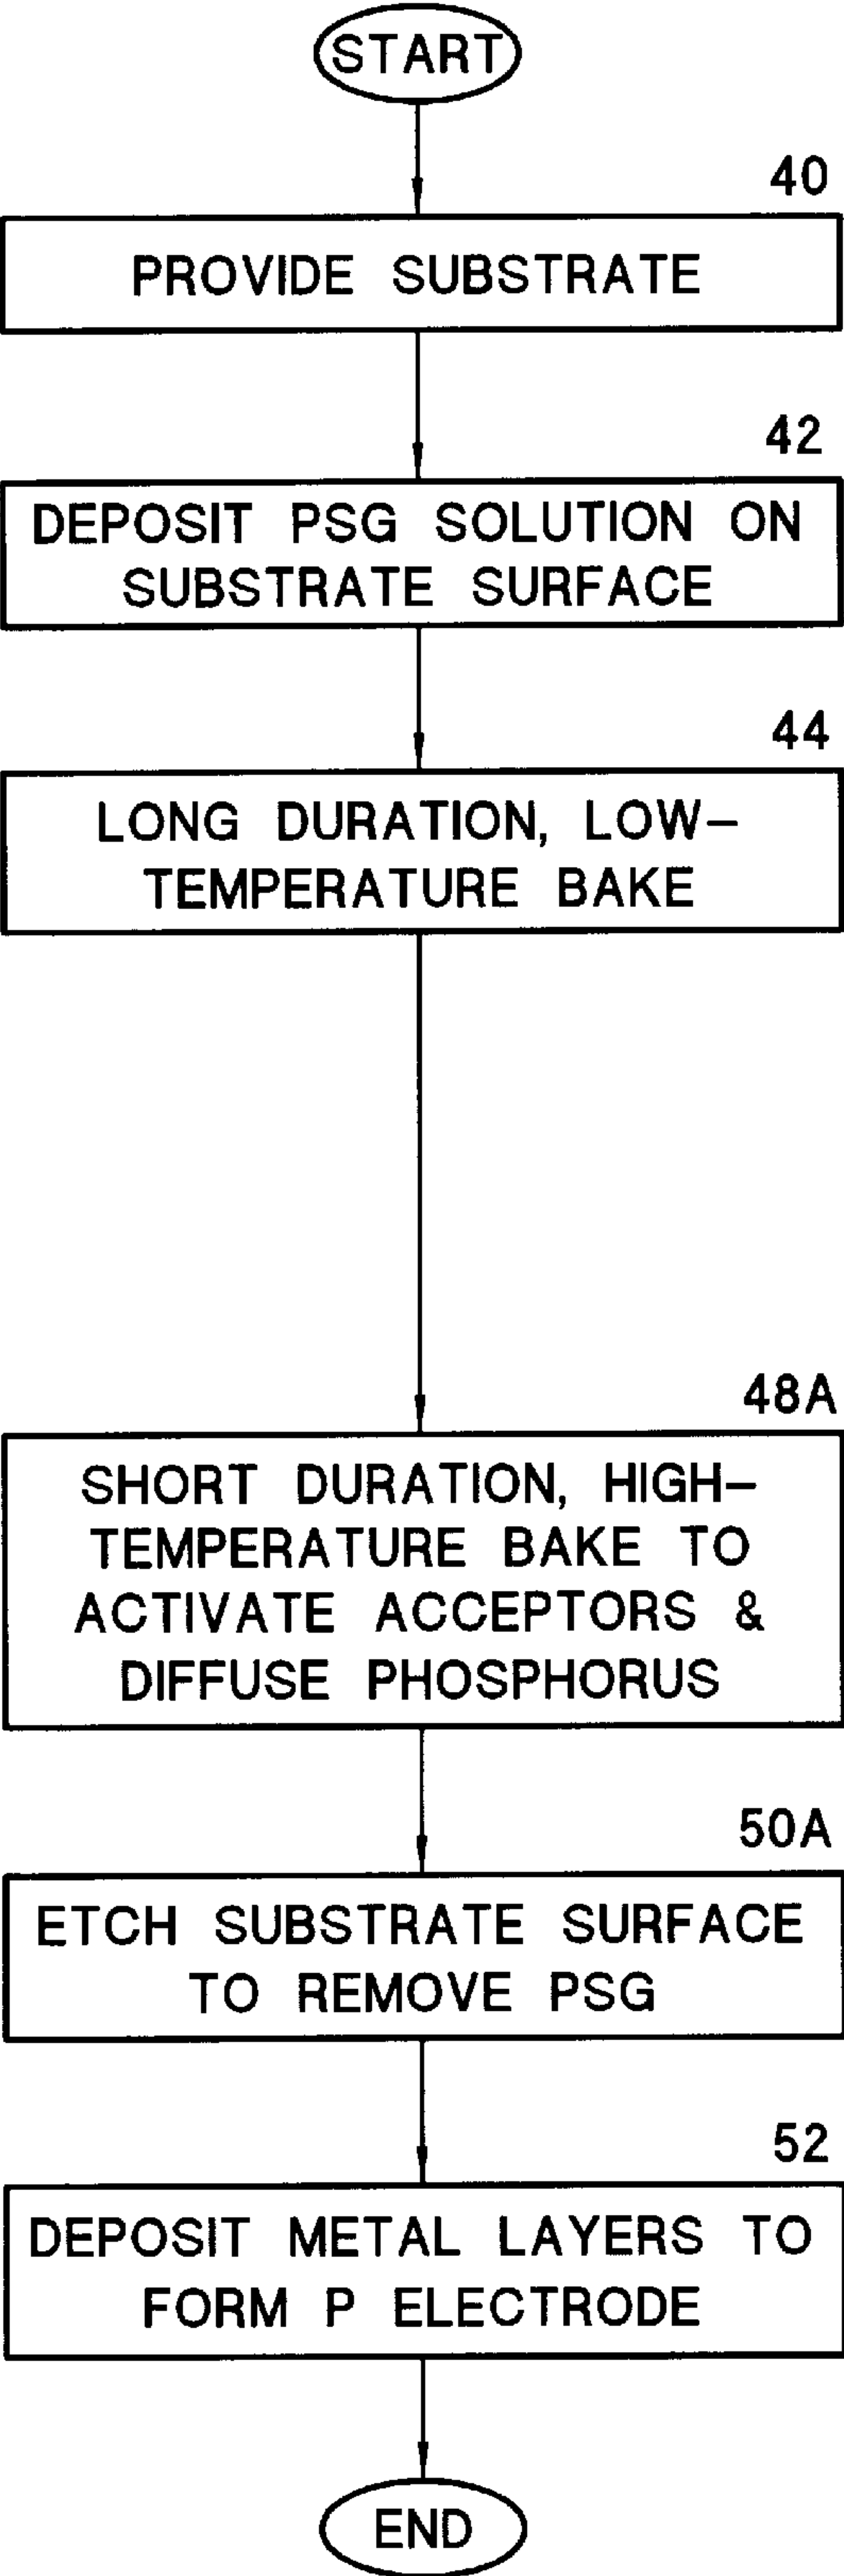 START
40
PROVIDE SUBSTRATE
42
DEPOSIT PSG SOLUTION ON
SUBSTRATE SURFACE
44
LONG DURATION, LOW-
TEMPERATURE BAKE
48A
SHORT DURATION, HIGH-
TEMPERATURE BAKE TO
ACTIVATE ACCEPTORS &
DIFFUSE PHOSPHORUS
50A
ETCH SUBSTRATE SURFACE
TO REMOVE PSG
52
DEPOSIT METAL LAYERS TO
FORM P ELECTRODE
END